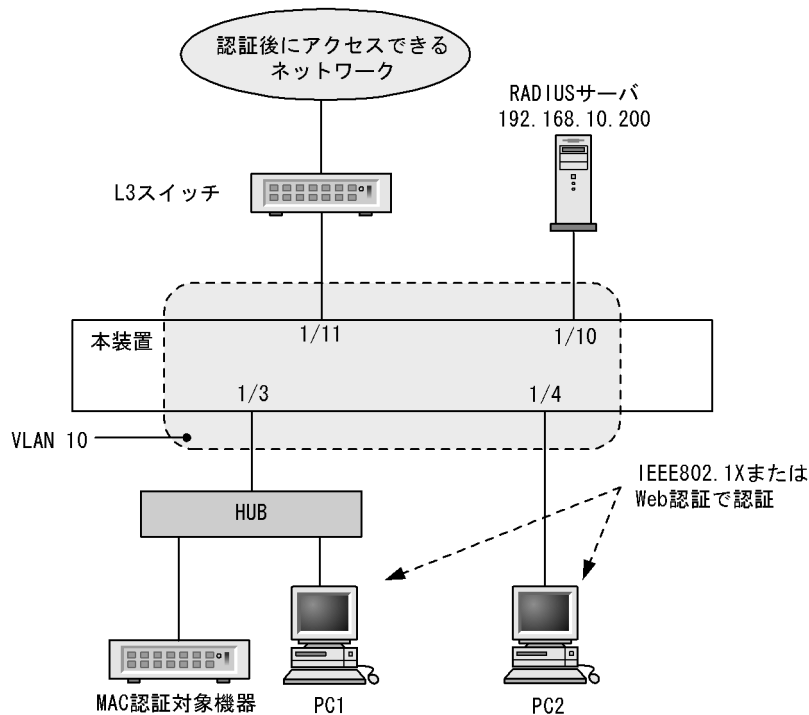 認証後にアクセスできる
ネットワーク
RADIUSサーバ
192.168.10.200
L3スイッチ
本装置
1/11
1/10
1/3
1/4
VLAN 10
IEEE802.1Xまたは
Web認証で認証
HUB
MAC認証対象機器
PC1
PC2